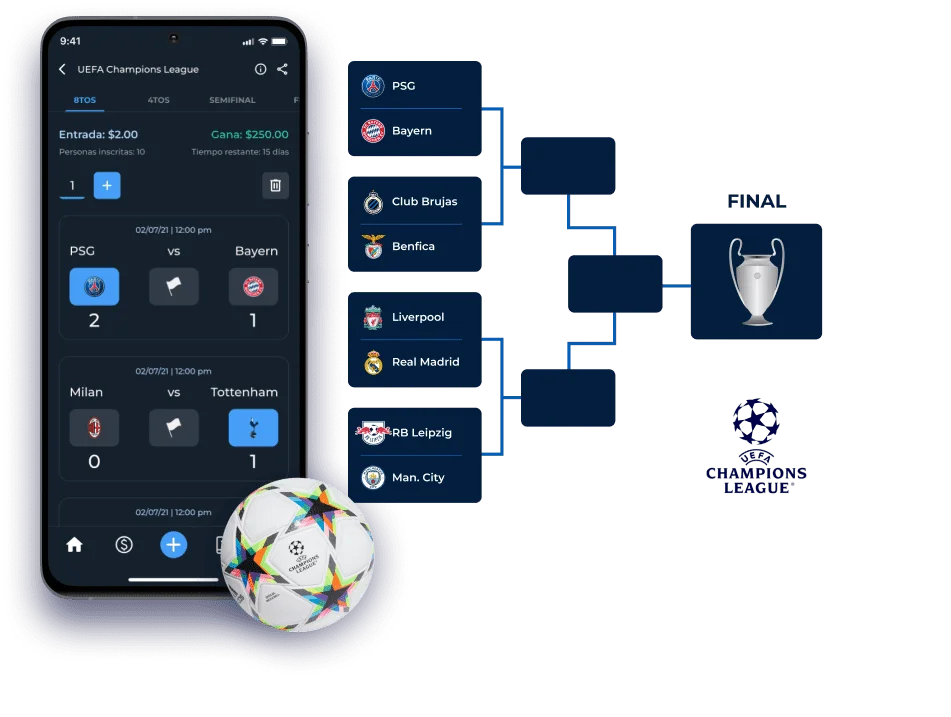 9:41
UEFA Champions League
8TOS 4TOS SEMIFINAL F
Entrada: $2.00 Gana: $250.00
Personas inscritas: 10 Tiempo restante: 15 días
1 +
02/07/21 | 12:00 pm
PSG vs Bayern
2 1
02/07/21 | 12:00 pm
Milan vs Tottenham
0 1
02/07/21 | 12:00 pm
PSG
Bayern
Club Brujas
Benfica
Liverpool
Real Madrid
RB Leipzig
Man. City
FINAL
UEFA
CHAMPIONS
LEAGUE
CHAMPIONS
LEAGUE